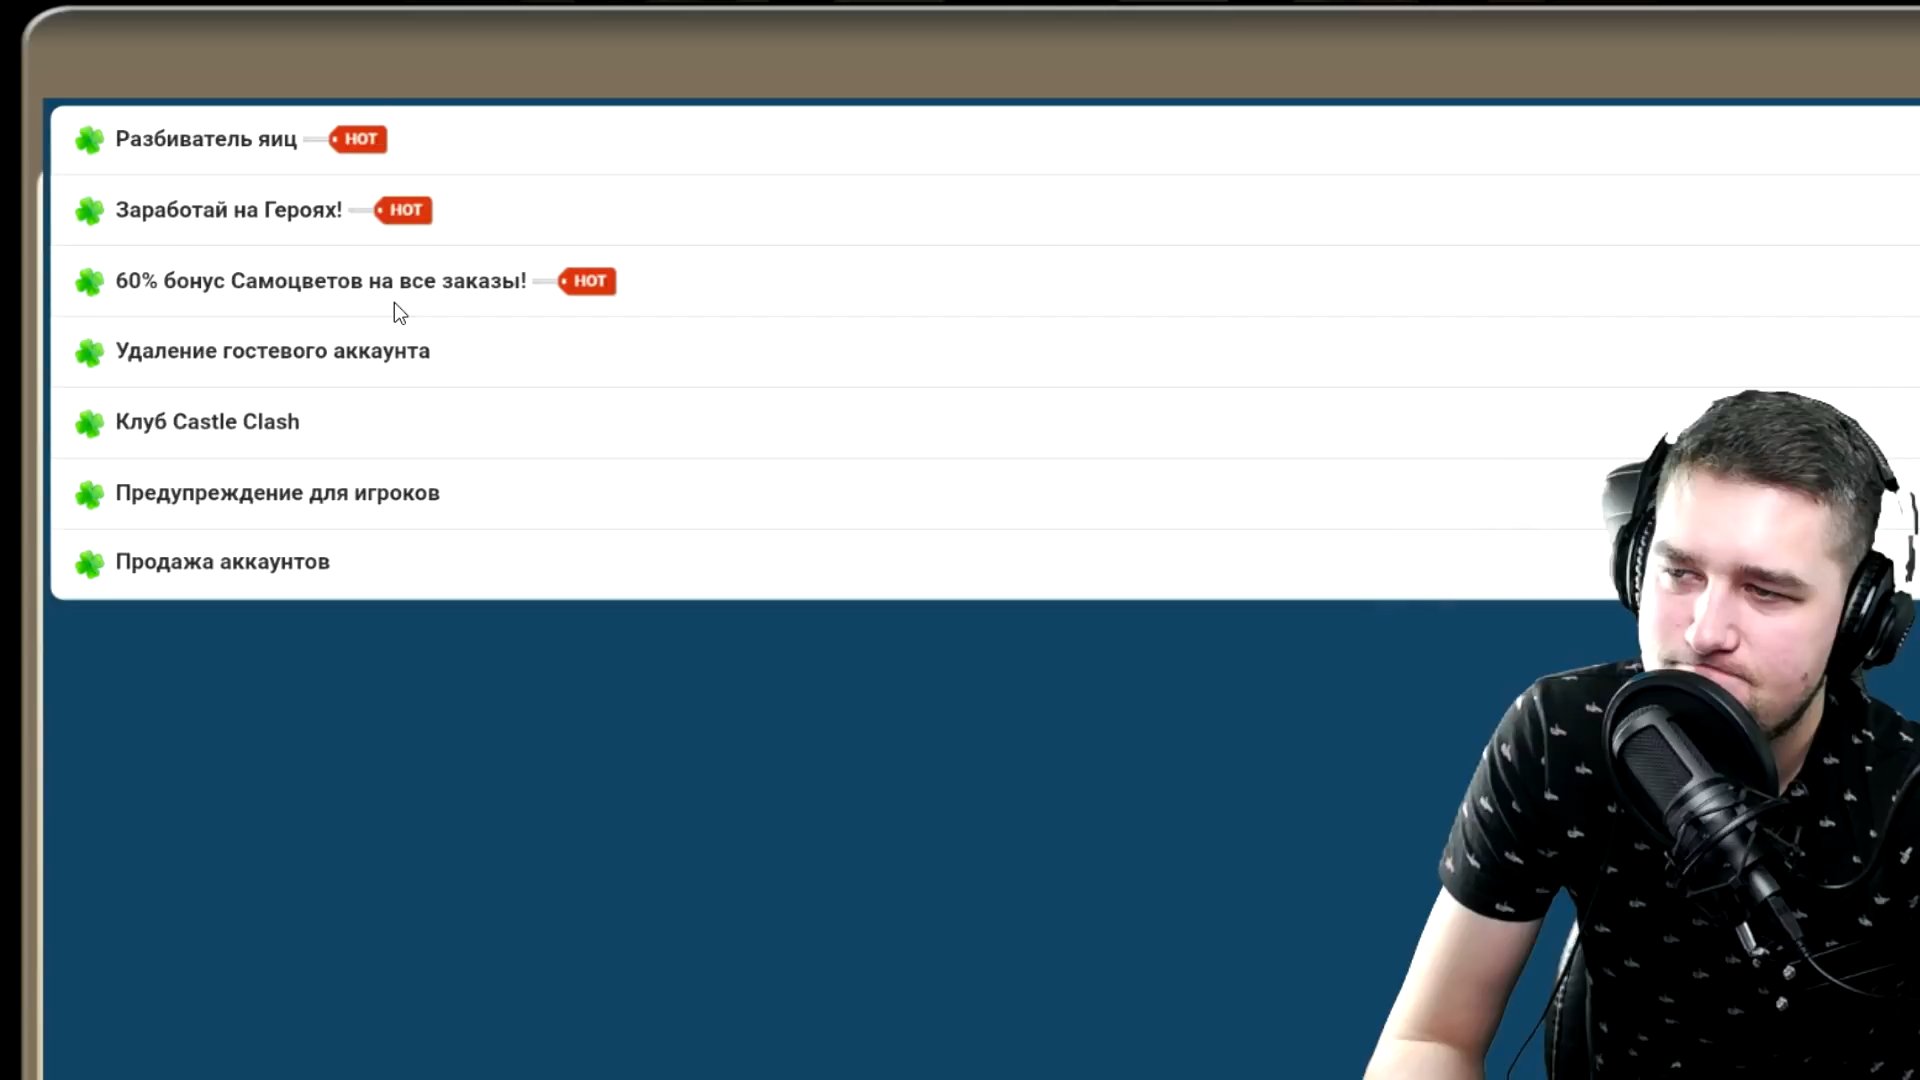 Разбиватель яиц HOT
Заработай на Героях! HOT
60% бонус Самоцветов на все заказы! HOT
Удаление гостевого аккаунта
Клуб Castle Clash
Предупреждение для игроков
Продажа аккаунтов